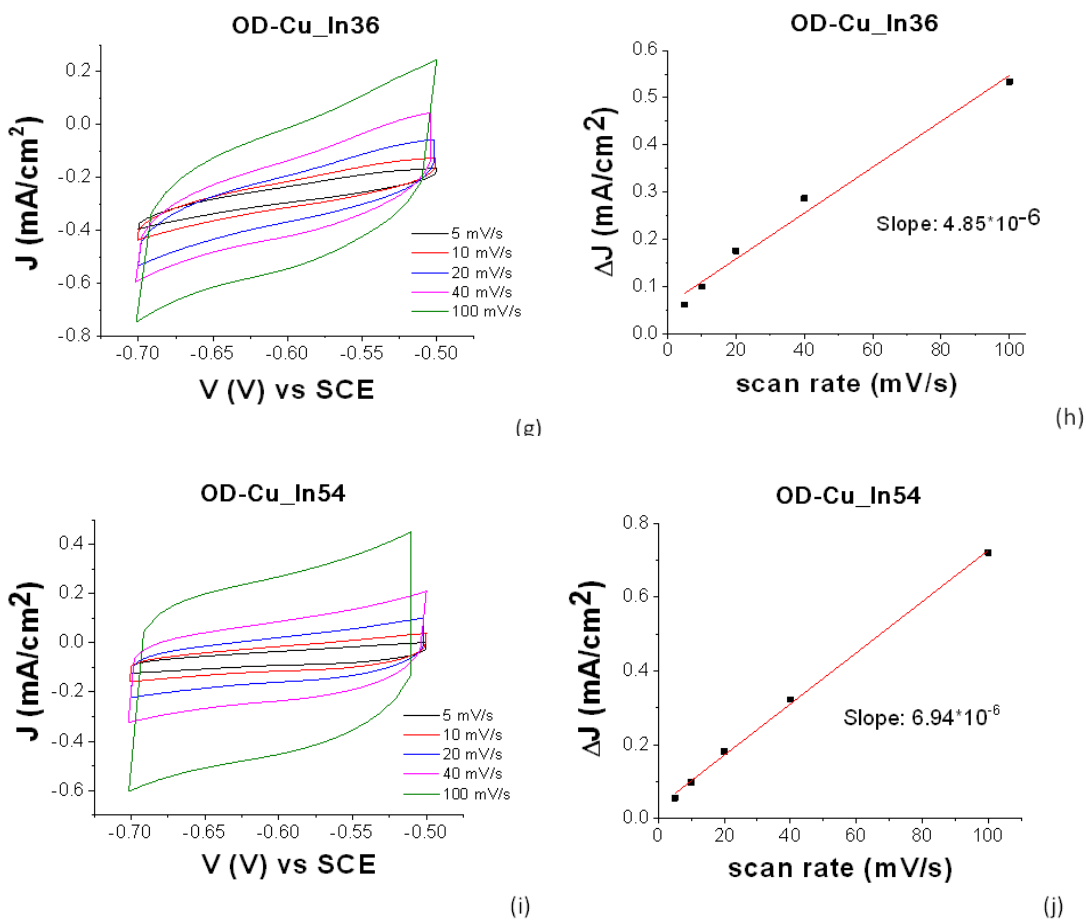 OD-Cu_In36
J (mA/cm2)
0.2
0.0
-0.2
-0.4
-0.6
-0.8
5 mV/s
10 mV/s
20 mV/s
40 mV/s
100 mV/s
-0.70 -0.65 -0.60 -0.55 -0.50
V (V) vs SCE
(g)
OD-Cu_In36
ΔJ (mA/cm2)
0.6
0.5
0.4
0.3
0.2
0.1
0.0
Slope: 4.85*10-6
0 20 40 60 80 100
scan rate (mV/s)
(h)
OD-Cu_In54
J (mA/cm2)
0.4
0.2
0.0
-0.2
-0.4
-0.6
5 mV/s
10 mV/s
20 mV/s
40 mV/s
100 mV/s
-0.70 -0.65 -0.60 -0.55 -0.50
V (V) vs SCE
(i)
OD-Cu_In54
ΔJ (mA/cm2)
0.8
0.6
0.4
0.2
0.0
Slope: 6.94*10-6
0 20 40 60 80 100
scan rate (mV/s)
(j)